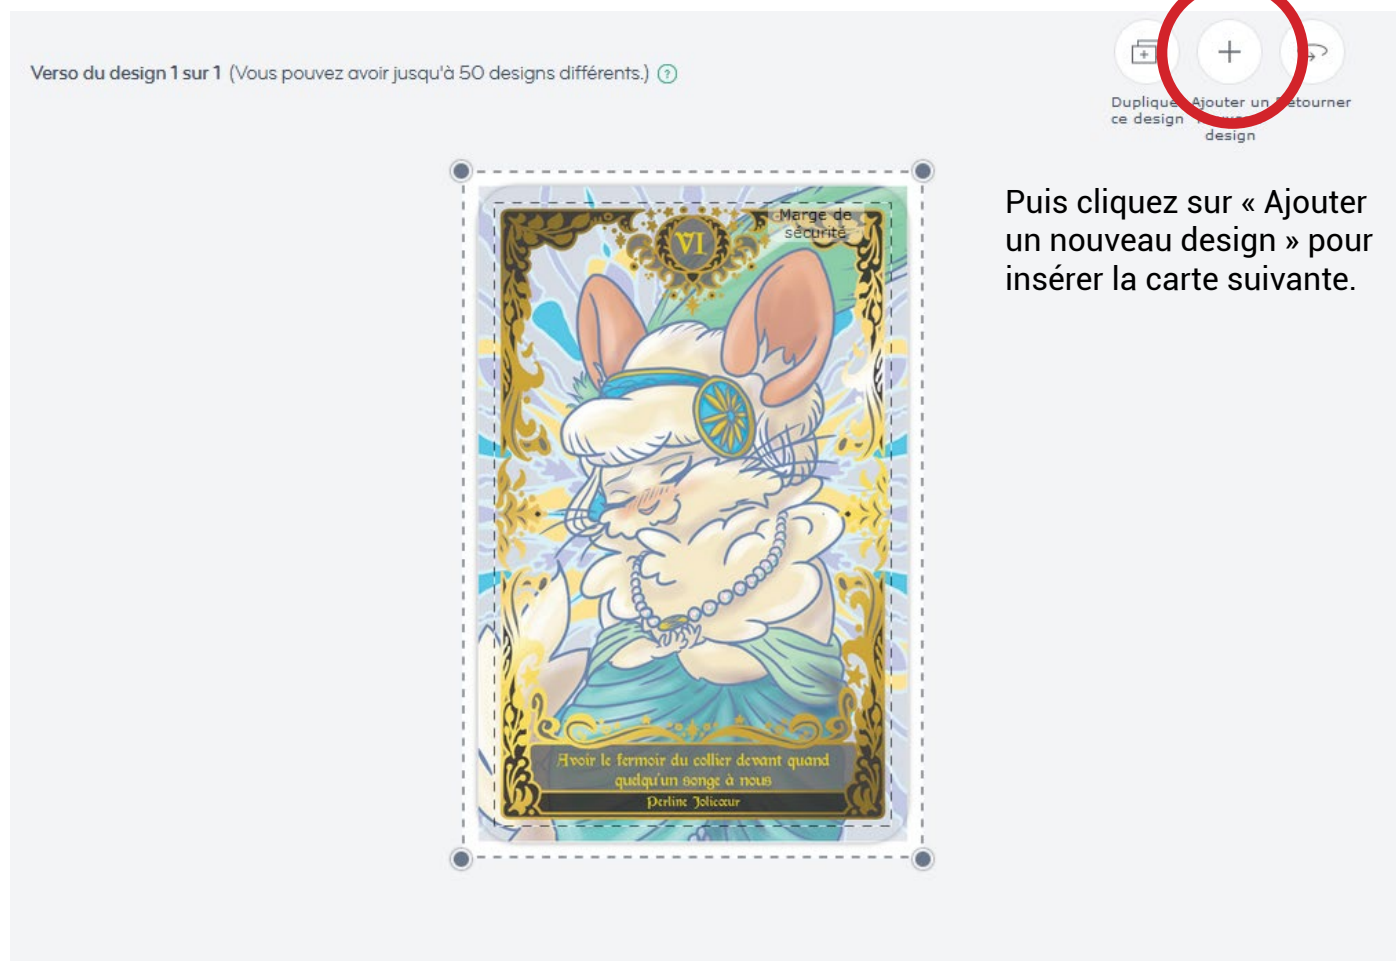 Verso du design 1 sur 1 (Vous pouvez avoir jusqu'à 50 designs différents.) ?
Duplique
ce design
Ajouter un
design
etourner
Puis cliquez sur « Ajouter
un nouveau design » pour
insérer la carte suivante.
Marge de
sécurité
VI
Avoir le fermoir du collier devant quand
quelqu'un songe à nous
Perline Jolicœur